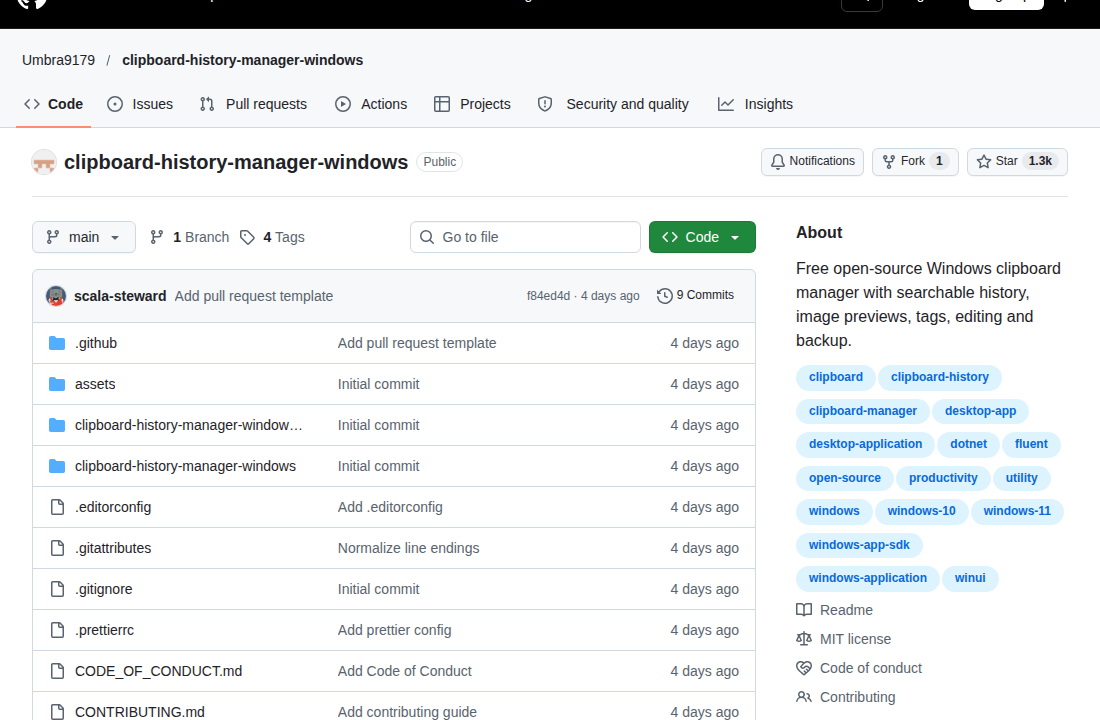 Umbra9179 / clipboard-history-manager-windows
Code Issues Pull requests Actions Projects Security and quality Insights
clipboard-history-manager-windows Public Notifications Fork 1 Star 1.3k
main 1 Branch 4 Tags Go to file Code
scala-steward Add pull request template f84ed4d · 4 days ago 9 Commits
.github Add pull request template 4 days ago
assets Initial commit 4 days ago
clipboard-history-manager-window… Initial commit 4 days ago
clipboard-history-manager-windows Initial commit 4 days ago
.editorconfig Add .editorconfig 4 days ago
.gitattributes Normalize line endings 4 days ago
.gitignore Initial commit 4 days ago
.prettierrc Add prettier config 4 days ago
CODE_OF_CONDUCT.md Add Code of Conduct 4 days ago
CONTRIBUTING.md Add contributing guide 4 days ago
About
Free open-source Windows clipboard
manager with searchable history,
image previews, tags, editing and
backup.
clipboard clipboard-history
clipboard-manager desktop-app
desktop-application dotnet fluent
open-source productivity utility
windows windows-10 windows-11
windows-app-sdk
windows-application winui
Readme
MIT license
Code of conduct
Contributing